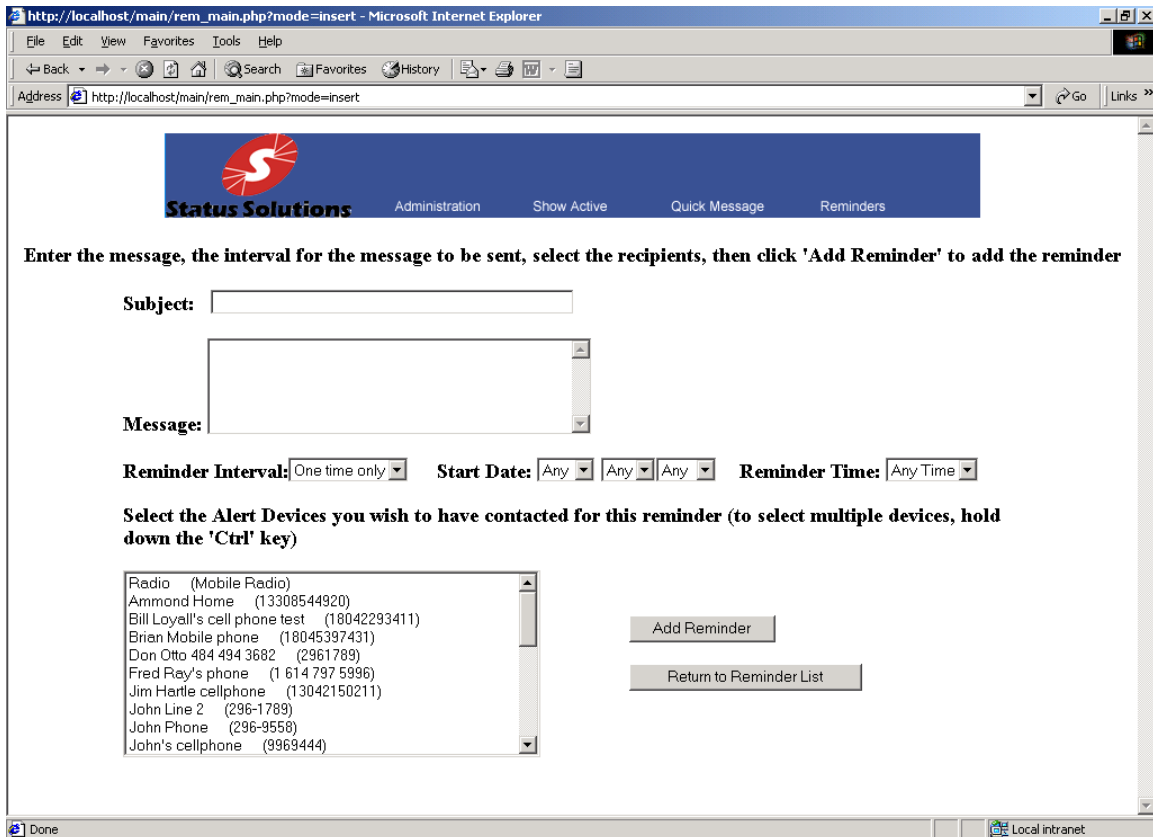 http://localhost/main/rem_main.php?mode=insert - Microsoft Internet Explorer
File Edit View Favorites Tools Help
Back Search Favorites History
Address http://localhost/main/rem_main.php?mode=insert Go Links »
S
Status Solutions Administration Show Active Quick Message Reminders
Enter the message, the interval for the message to be sent, select the recipients, then click 'Add Reminder' to add the reminder
Subject:
Message:
Reminder Interval: One time only Start Date: Any Any Any Reminder Time: Any Time
Select the Alert Devices you wish to have contacted for this reminder (to select multiple devices, hold
down the 'Ctrl' key)
Radio (Mobile Radio)
Ammond Home (13308544920)
Bill Loyall's cell phone test (18042293411)
Brian Mobile phone (18045397431)
Don Otto 484 494 3682 (2961789)
Fred Ray's phone (1 614 797 5996)
Jim Hartle cellphone (13042150211)
John Line 2 (296-1789)
John Phone (296-9558)
John's cellphone (9969444)
Add Reminder
Return to Reminder List
Done Local intranet